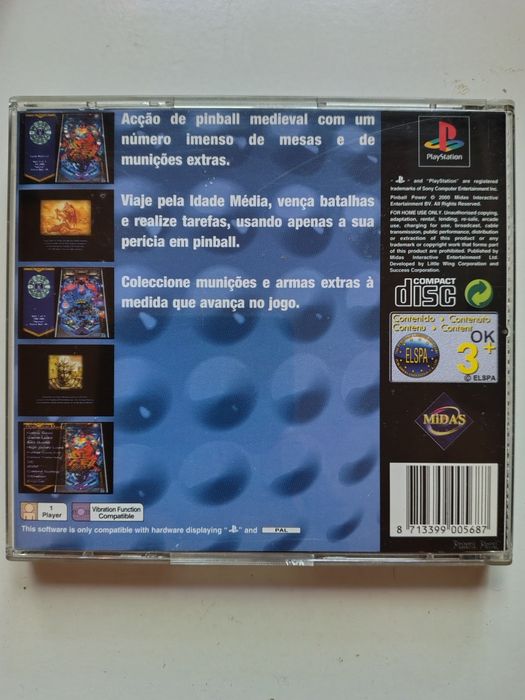 Acção de pinball medieval com um
número imenso de mesas e de
munições extras.
Viaje pela Idade Média, vença batalhas
e realize tarefas, usando apenas a sua
perícia em pinball.
Coleccione munições e armas extras à
medida que avança no jogo.
1
Player
Vibration Function
Compatible
This software is only compatible with hardware displaying " " and PAL
PlayStation
" " and "PlayStation" are registered
trademarks of Sony Computer Entertainment Inc.
Pinball Power © 2000 Midas Interactive
Entertainment BV. All Rights Reserved.
FOR HOME USE ONLY. Unauthorised copying,
adaptation, rental, lending, re-sale, arcade
use, charging for use, broadcast, cable
transmission, public performance, distribution
or extraction of this product or any
trademark or copyright work that forms part
of this product are prohibited. Published by
Midas Interactive Entertainment Ltd.
Developed by Little Wing Corporation and
Success Corporation.
COMPACT
disc
Contenido • Contenuto
Contenu • Content
ELSPA
OK
3+
© ELSPA
MiDAS
8 713399 005687